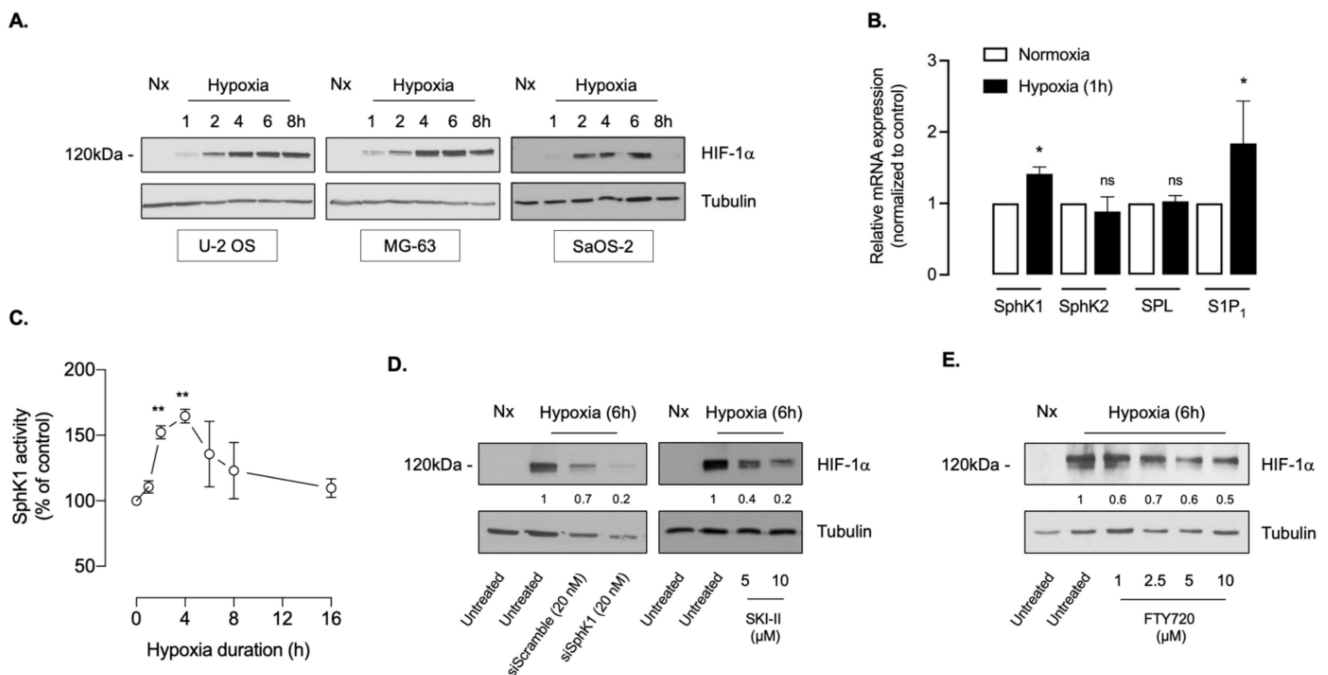 A.
Nx Hypoxia Nx Hypoxia Nx Hypoxia
1 2 4 6 8h 1 2 4 6 8h 1 2 4 6 8h
120kDa - HIF-1α
Tubulin
U-2 OS MG-63 SaOS-2
B.
Normoxia
Hypoxia (1h)
Relative mRNA expression
(normalized to control)
3
2
1
0
* ns ns *
SphK1 SphK2 SPL S1P₁
C.
SphK1 activity
(% of control)
200
150
100
50
** **
0 4 8 12 16
Hypoxia duration (h)
D.
Nx Hypoxia (6h) Nx Hypoxia (6h)
120kDa - HIF-1α
1 0.7 0.2 1 0.4 0.2
Tubulin
Untreated Untreated siScramble (20 nM) siSphK1 (20 nM) Untreated Untreated 5 10
SKI-II
(µM)
E.
Nx Hypoxia (6h)
120kDa - HIF-1α
1 0.6 0.7 0.6 0.5
Tubulin
Untreated Untreated 1 2.5 5 10
FTY720
(µM)